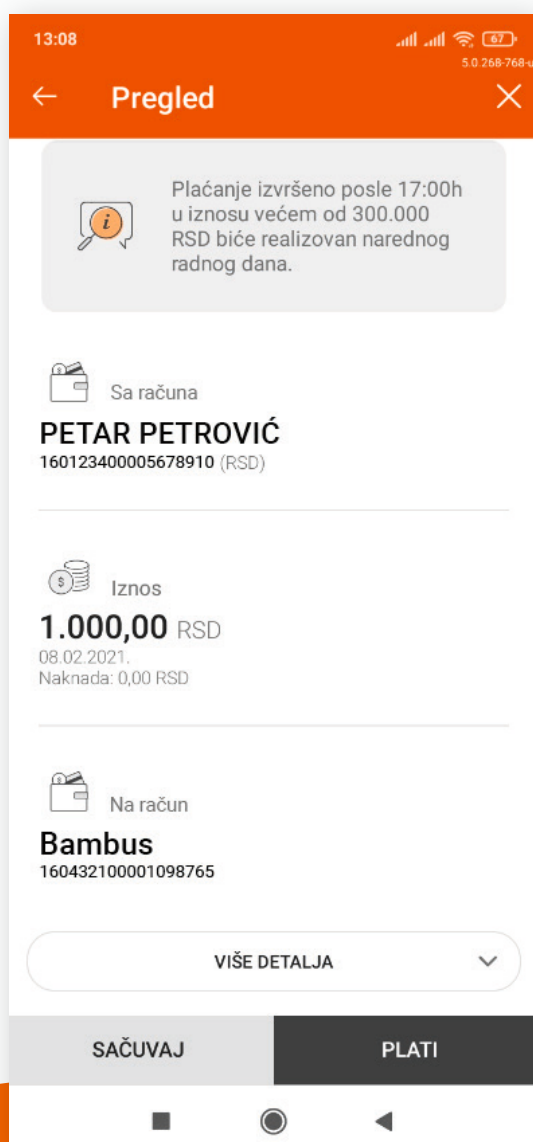 13:08
67
5.0.268-768-u
Pregled
Plaćanje izvršeno posle 17:00h
u iznosu većem od 300.000
RSD biće realizovan narednog
radnog dana.
Sa računa
PETAR PETROVIĆ
160123400005678910 (RSD)
Iznos
1.000,00 RSD
08.02.2021.
Naknada: 0,00 RSD
Na račun
Bambus
160432100001098765
VIŠE DETALJA
SAČUVAJ
PLATI